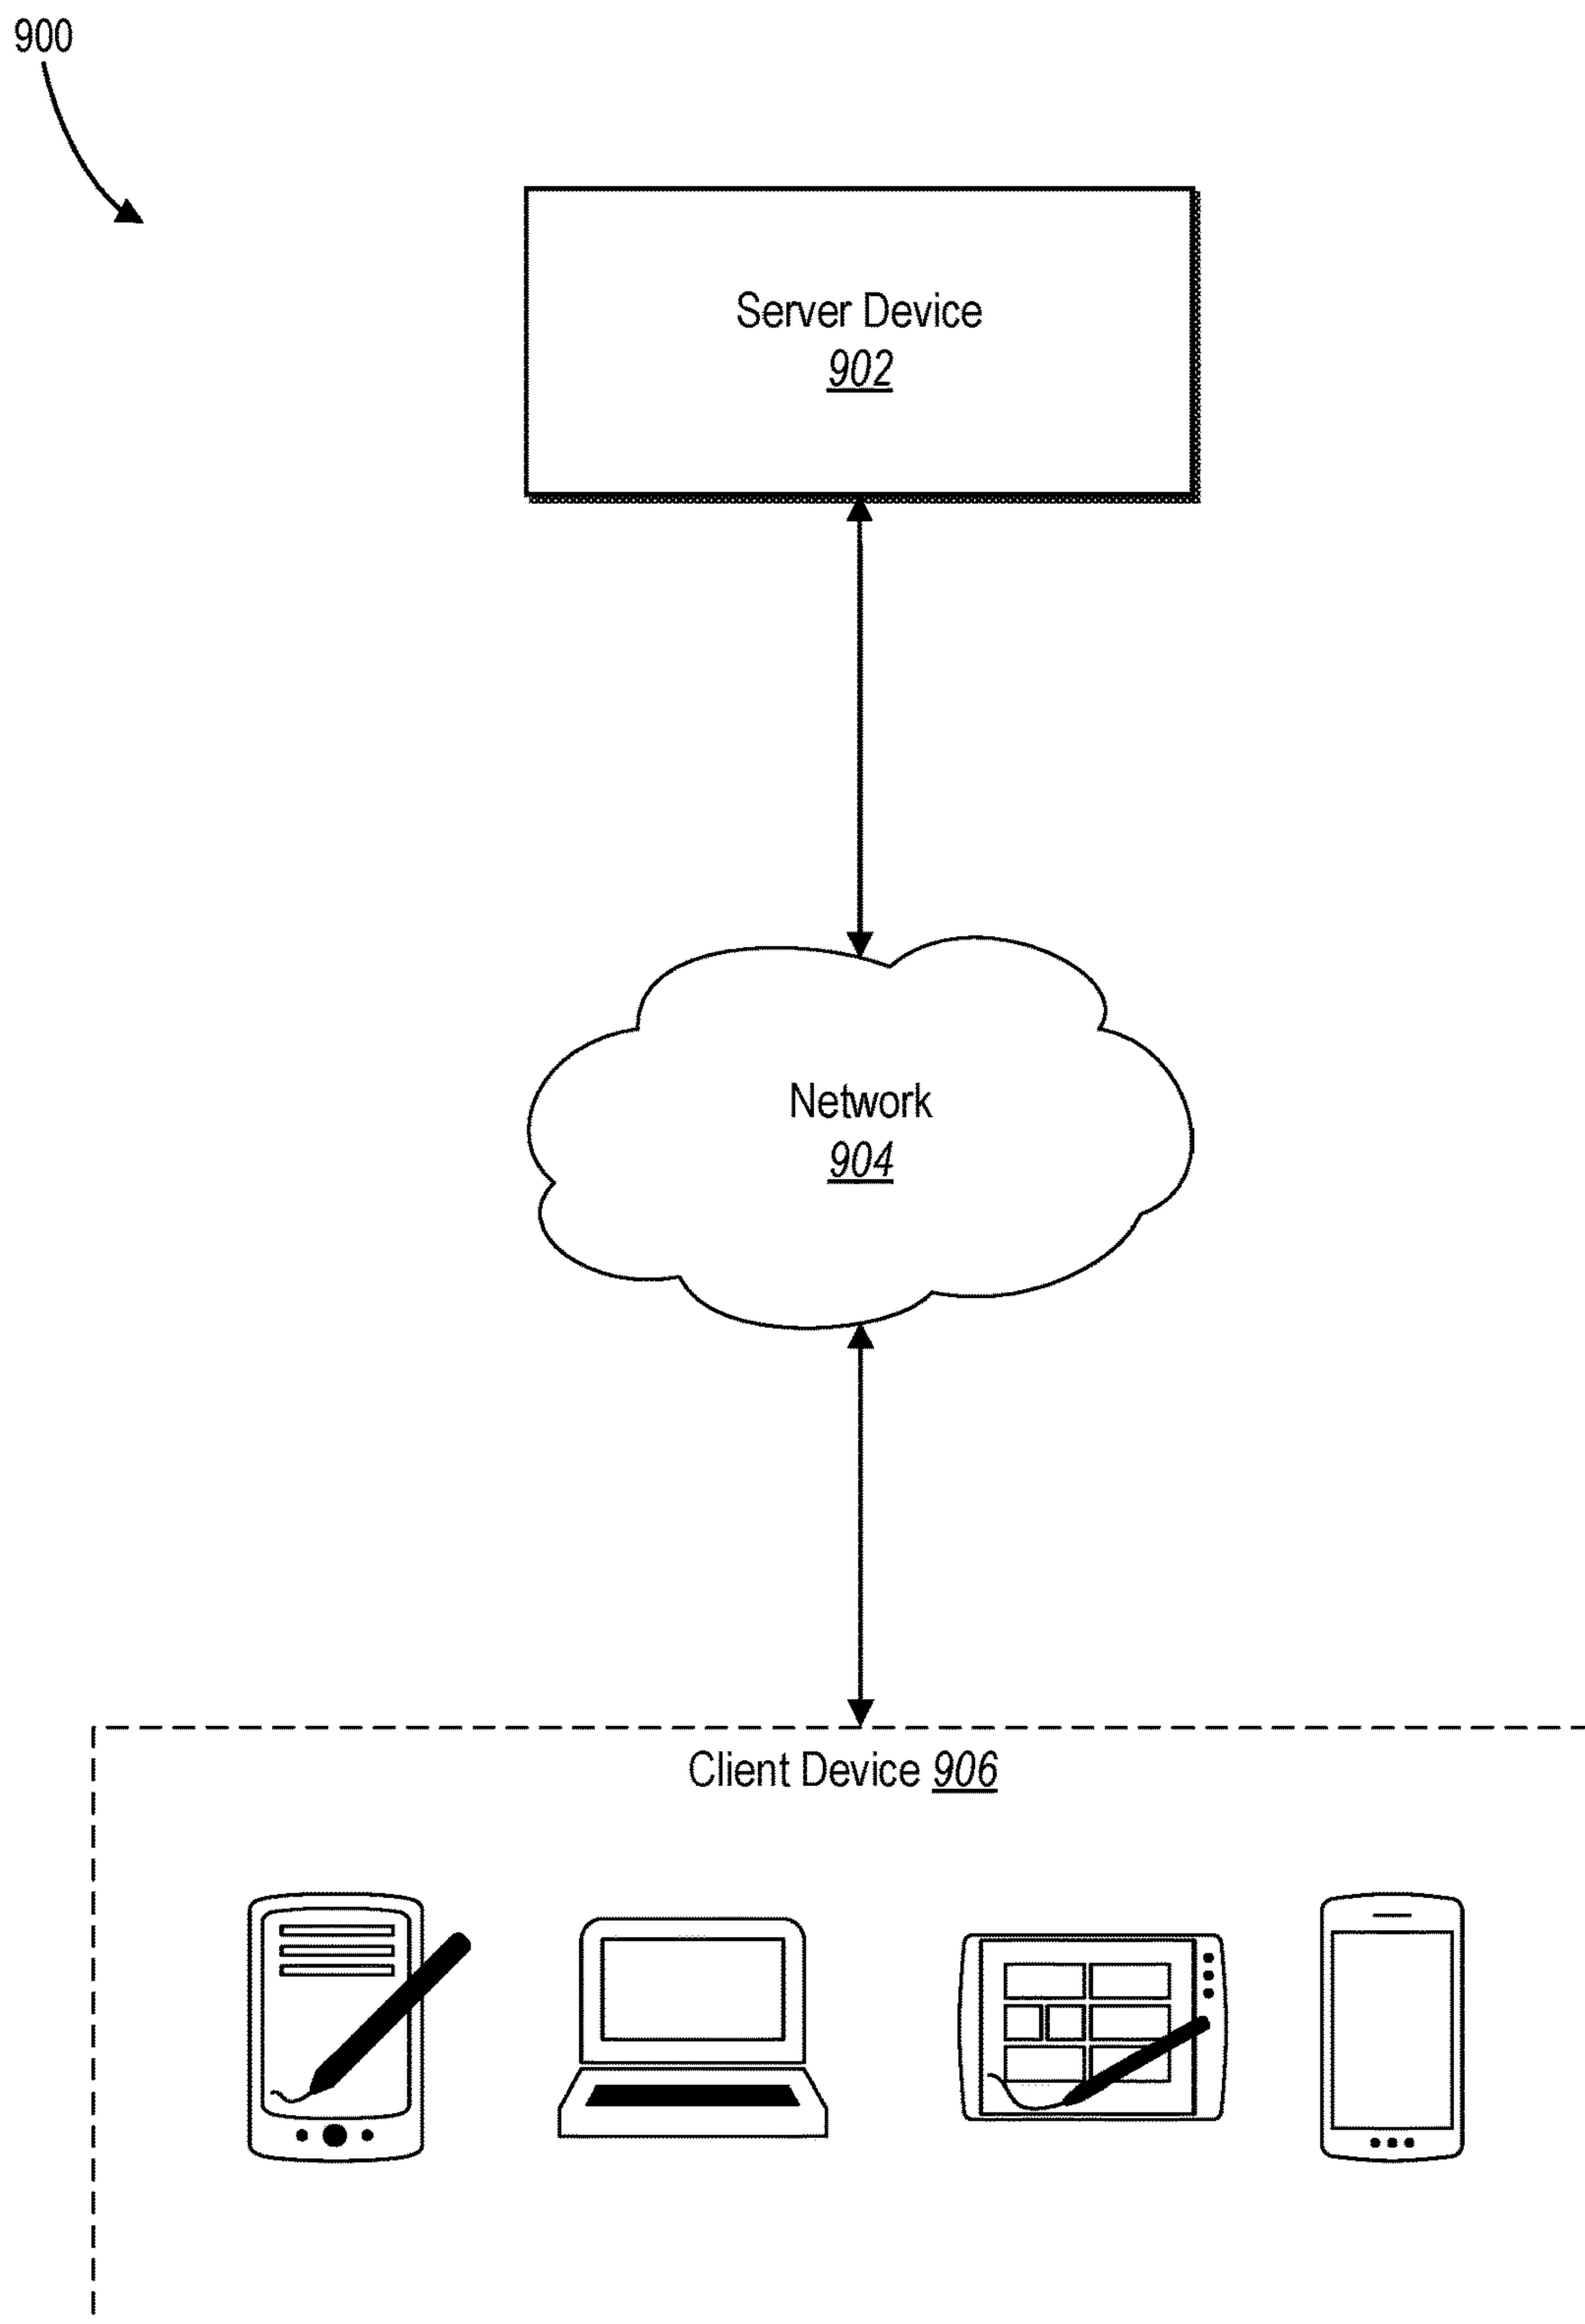 900
Server Device
902
Network
904
Client Device 906